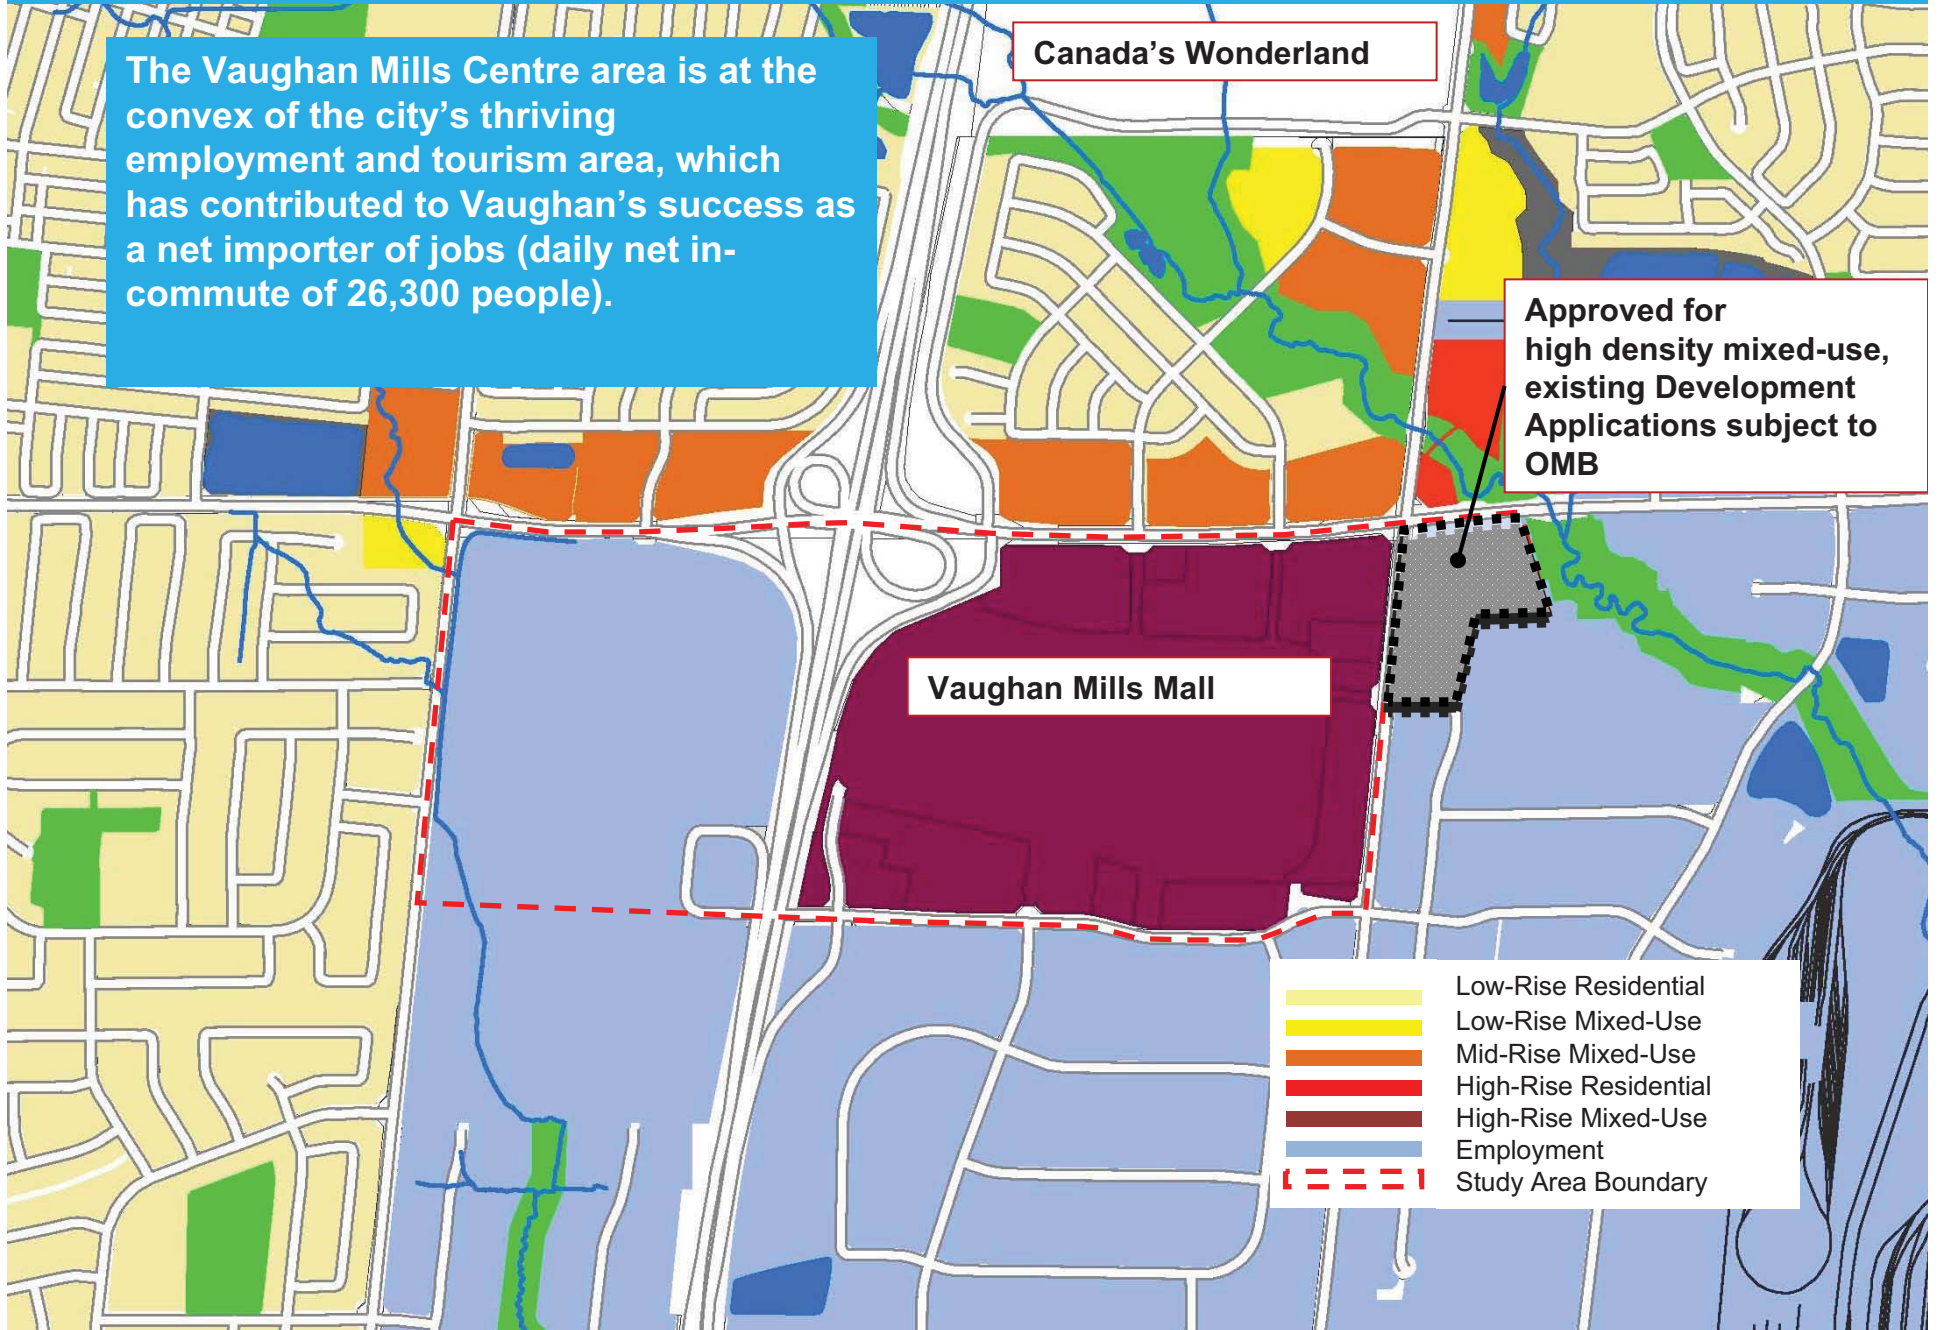 The Vaughan Mills Centre area is at the
convex of the city's thriving
employment and tourism area, which
has contributed to Vaughan's success as
a net importer of jobs (daily net in-
commute of 26,300 people).
Canada's Wonderland
Approved for
high density mixed-use,
existing Development
Applications subject to
OMB
Vaughan Mills Mall
Low-Rise Residential
Low-Rise Mixed-Use
Mid-Rise Mixed-Use
High-Rise Residential
High-Rise Mixed-Use
Employment
Study Area Boundary